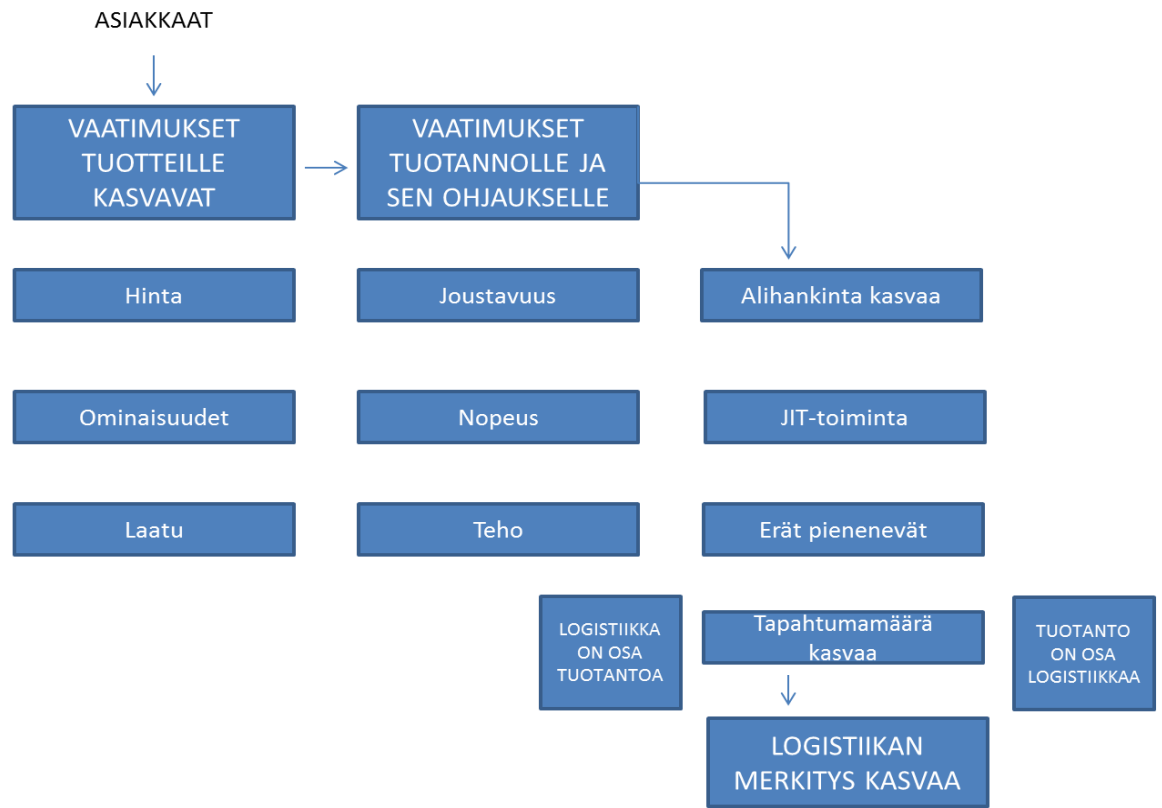 ASIAKKAAT
VAATIMUKSET
TUOTTEILLE
KASVAVAT
VAATIMUKSET
TUOTANNOLLE JA
SEN OHJAUKSELLE
Hinta
Joustavuus
Alihankinta kasvaa
Ominaisuudet
Nopeus
JIT-toiminta
Laatu
Teho
Erät pienenevät
LOGISTIIKKA
ON OSA
TUOTANTOA
Tapahtumamäärä
kasvaa
TUOTANTO
ON OSA
LOGISTIIKKAA
LOGISTIIKAN
MERKITYS KASVAA